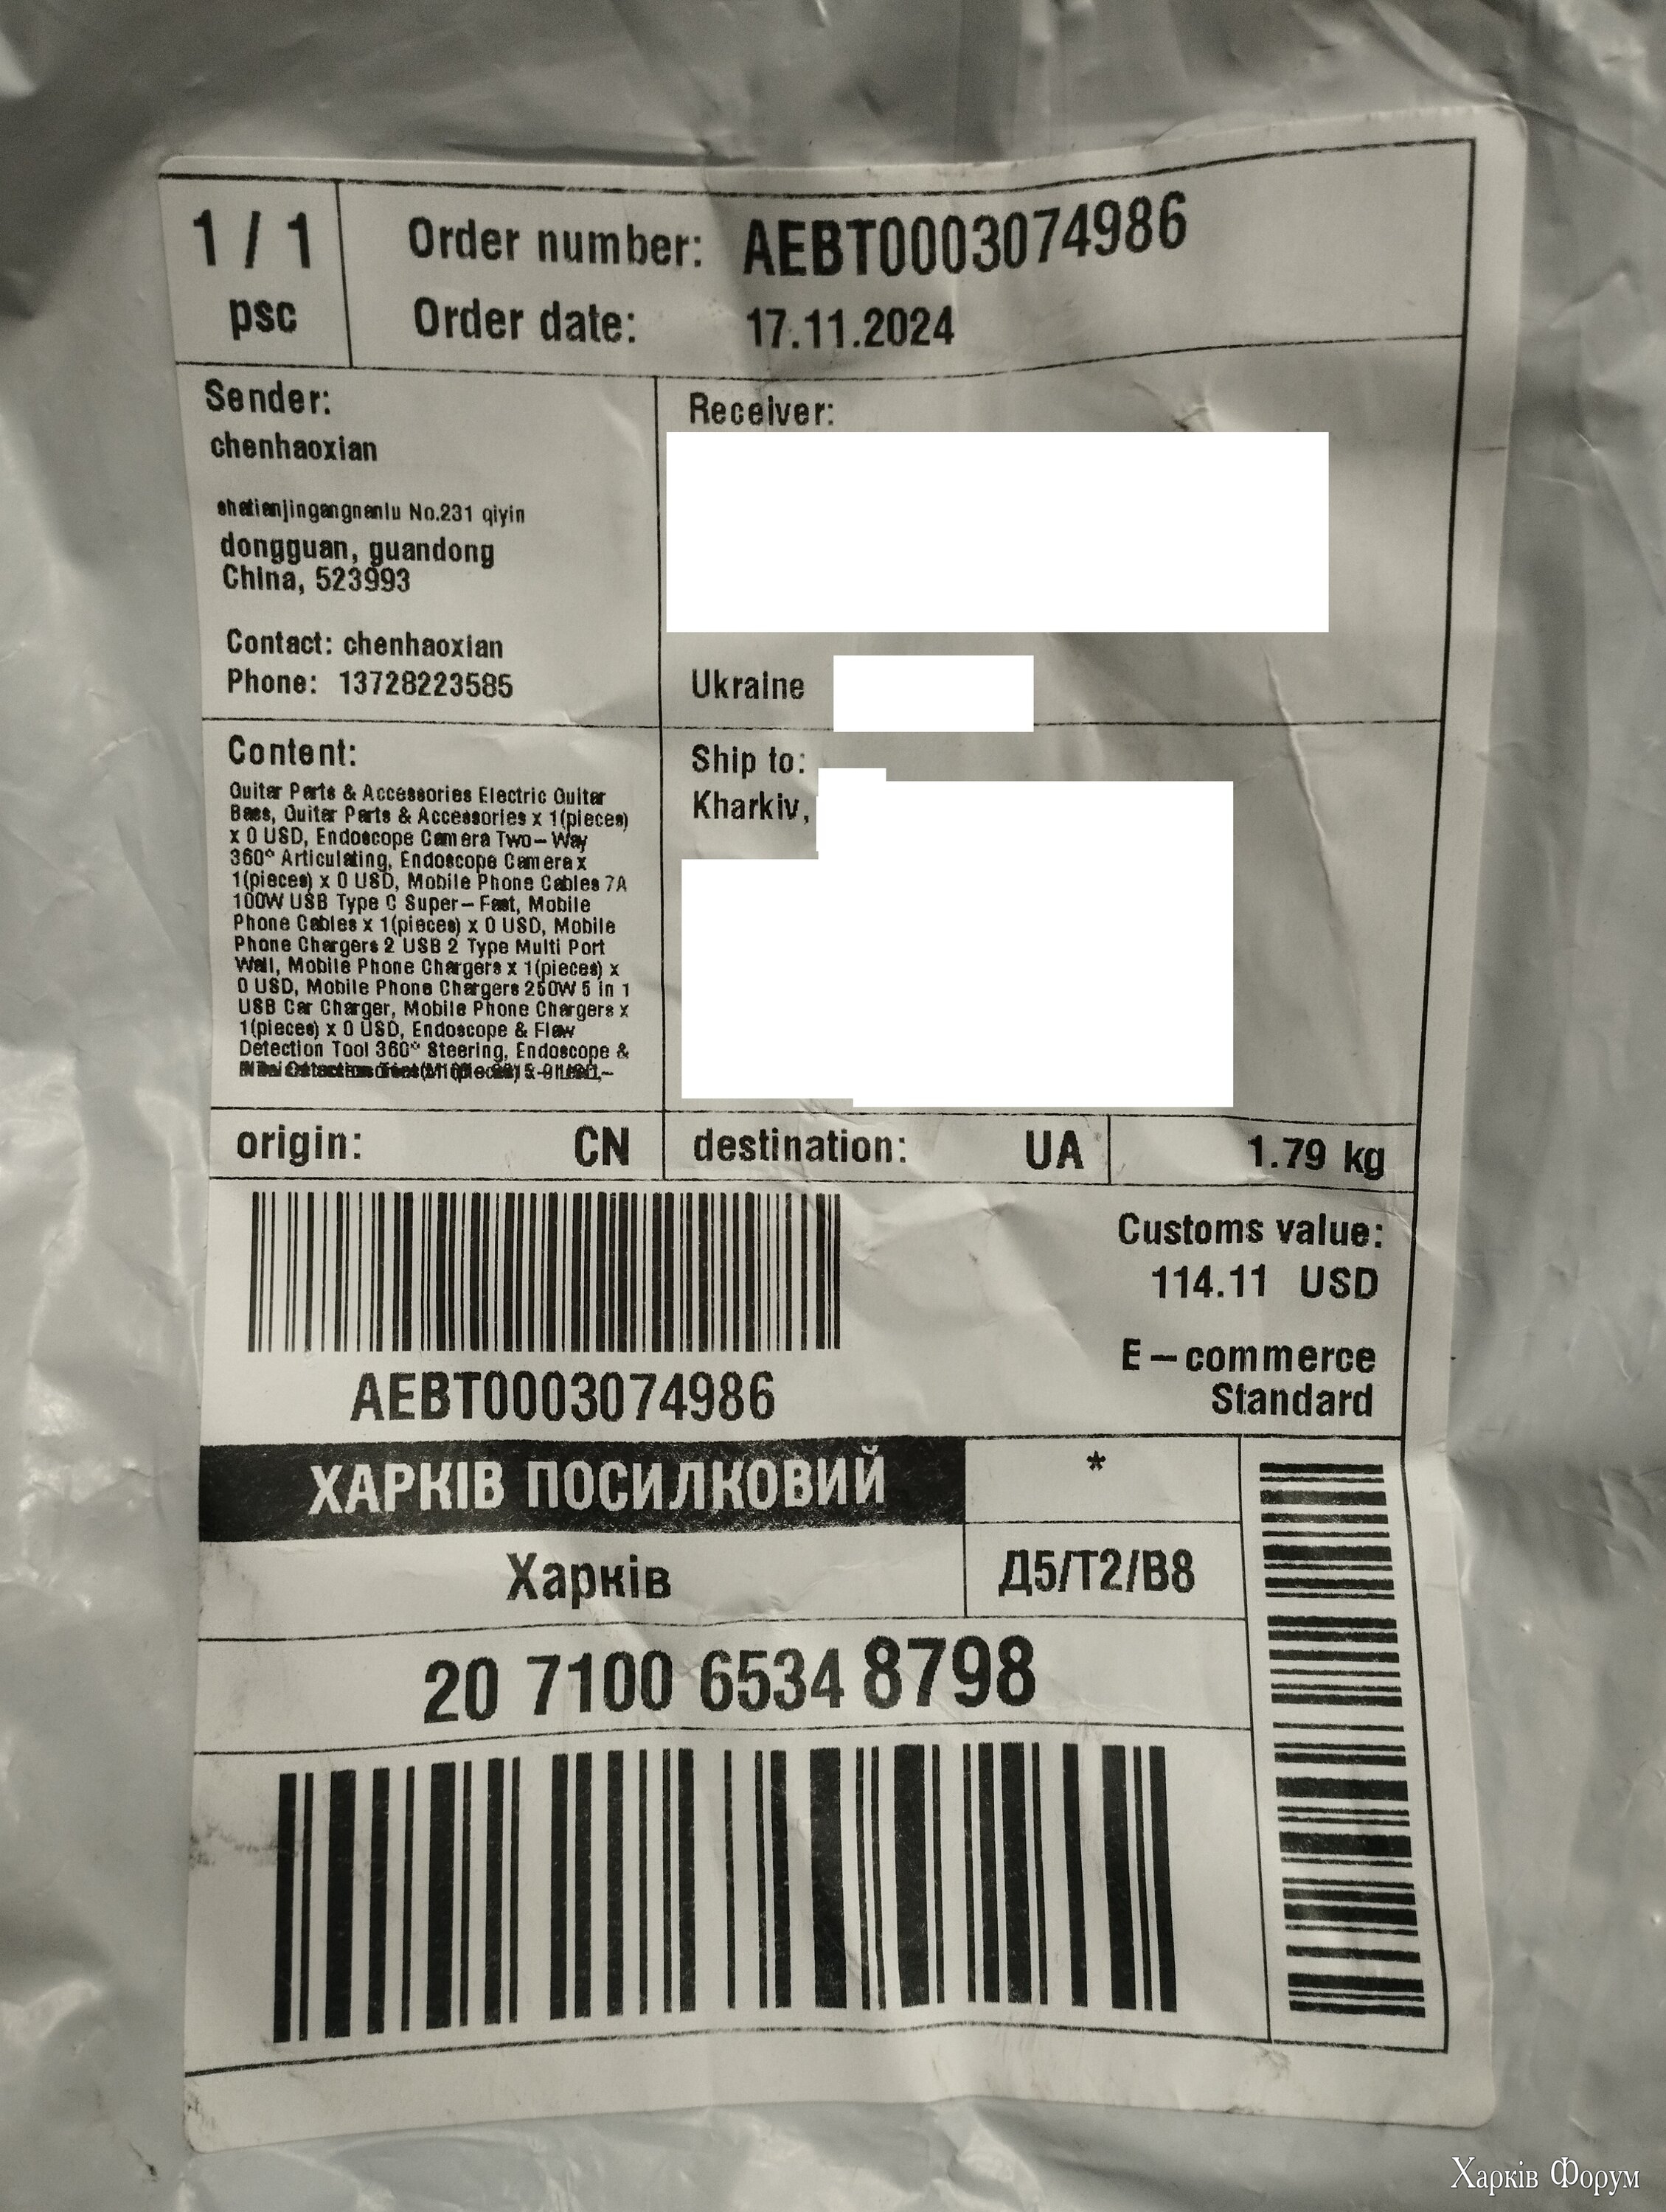 1 / 1
psc
Order number: AEBT0003074986
Order date: 17.11.2024
Sender:
chenhaoxian
shatianjingangnanlu No.231 qiyin
dongguan, guandong
China, 523993
Contact: chenhaoxian
Phone: 13728223585
Receiver:
Ukraine
Content:
Guitar Parts & Accessories Electric Guitar
Bass, Guitar Parts & Accessories x 1(pieces)
x 0 USD, Endoscope Camera Two-Way
360° Articulating, Endoscope Camera x
1(pieces) x 0 USD, Mobile Phone Cables 7A
100W USB Type C Super-Fast, Mobile
Phone Cables x 1(pieces) x 0 USD, Mobile
Phone Chargers 2 USB 2 Type Multi Port
Wall, Mobile Phone Chargers x 1(pieces) x
0 USD, Mobile Phone Chargers 250W 5 in 1
USB Car Charger, Mobile Phone Chargers x
1(pieces) x 0 USD, Endoscope & Flaw
Detection Tool 360° Steering, Endoscope &
Ship to:
Kharkiv,
origin: CN
destination: UA
1.79 kg
AEBT0003074986
Customs value:
114.11 USD
E-commerce
Standard
ХАРКІВ ПОСИЛКОВИЙ
*
Харків
Д5/Т2/В8
20 7100 6534 8798
Харків Форум